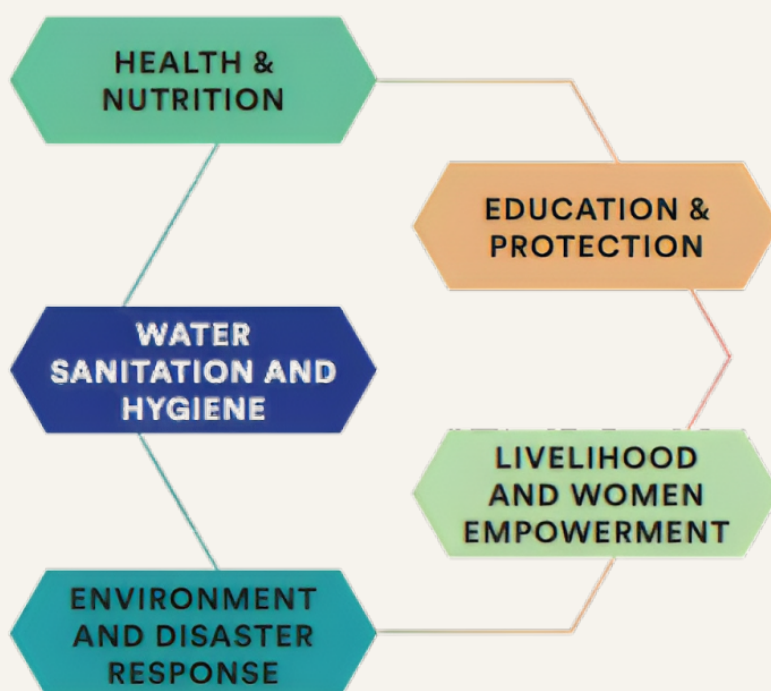 HEALTH &
NUTRITION
EDUCATION &
PROTECTION
WATER
SANITATION AND
HYGIENE
LIVELIHOOD
AND WOMEN
EMPOWERMENT
ENVIRONMENT
AND DISASTER
RESPONSE